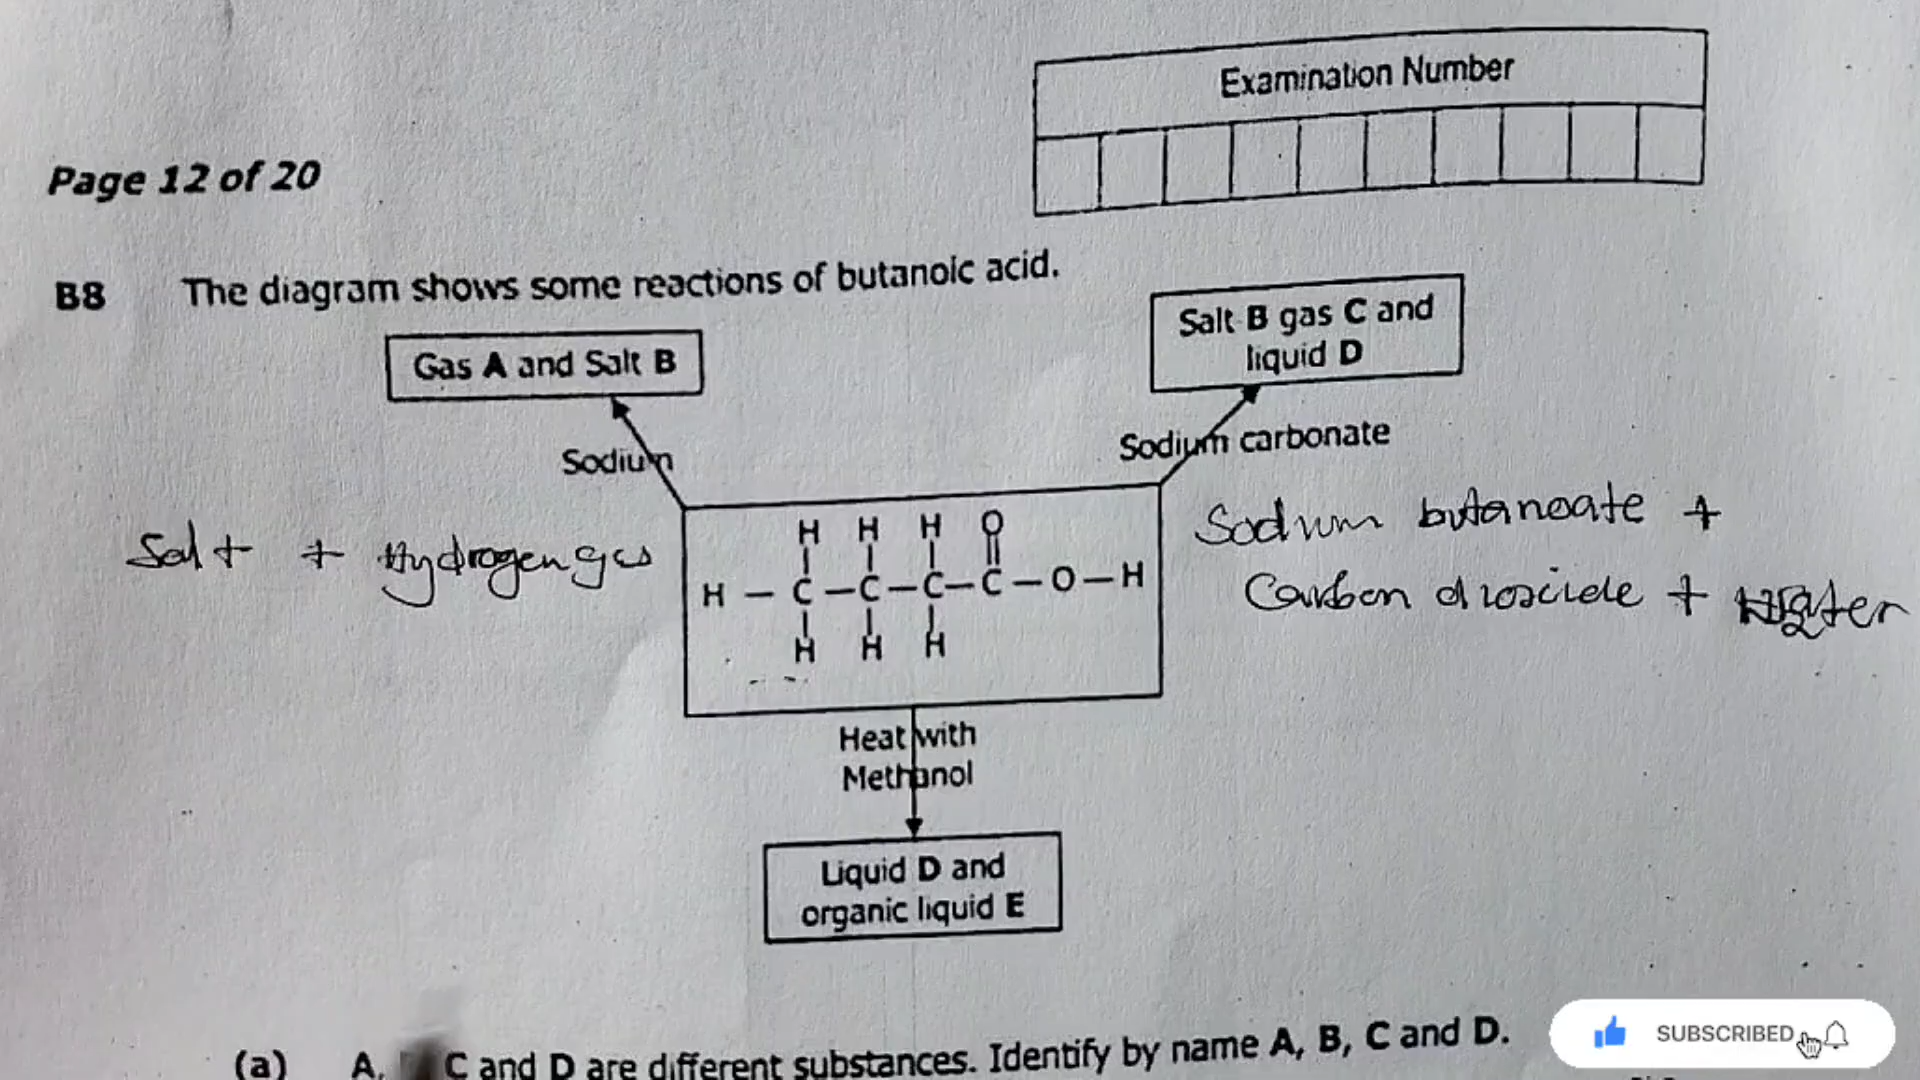 Examination Number
Page 12 of 20
B8 The diagram shows some reactions of butanoic acid.
Gas A and Salt B
Salt B gas C and
liquid D
Sodium
Sodium carbonate
Salt + Hydrogen gas
Sodium butanoate +
Carbon dioxide + water
H H H O
H – C – C – C – C – O – H
H H H
Heat with
Methanol
Liquid D and
organic liquid E
(a) A, C and D are different substances. Identify by name A, B, C and D.
SUBSCRIBED